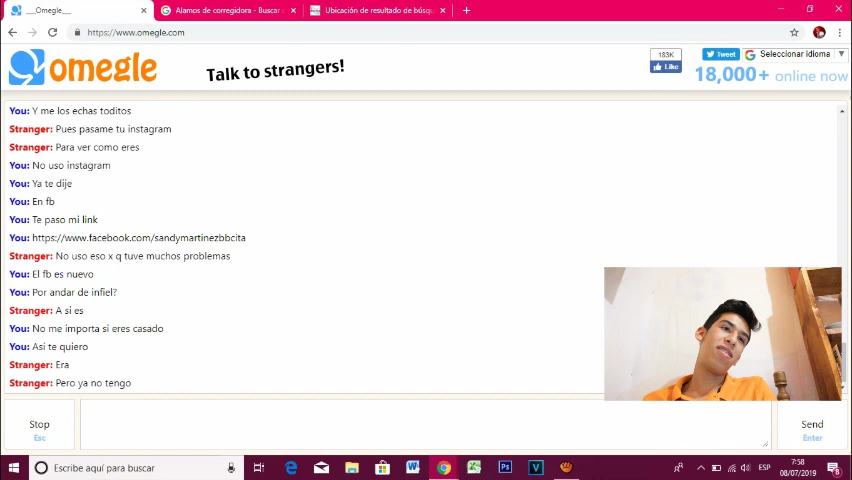 ___Omegle___
Alamos de corregidora - Buscar
Ubicación de resultado de búsqu
https://www.omegle.com
omegle
Talk to strangers!
183K
Like
Tweet
Seleccionar idioma
18,000+ online now
You: Y me los echas toditos
Stranger: Pues pasame tu instagram
Stranger: Para ver como eres
You: No uso instagram
You: Ya te dije
You: En fb
You: Te paso mi link
You: https://www.facebook.com/sandymartinezbbcita
Stranger: No uso eso x q tuve muchos problemas
You: El fb es nuevo
You: Por andar de infiel?
Stranger: A si es
You: No me importa si eres casado
You: Asi te quiero
Stranger: Era
Stranger: Pero ya no tengo
Stop
Esc
Send
Enter
Escribe aquí para buscar
ESP
7:58
08/07/2019
8